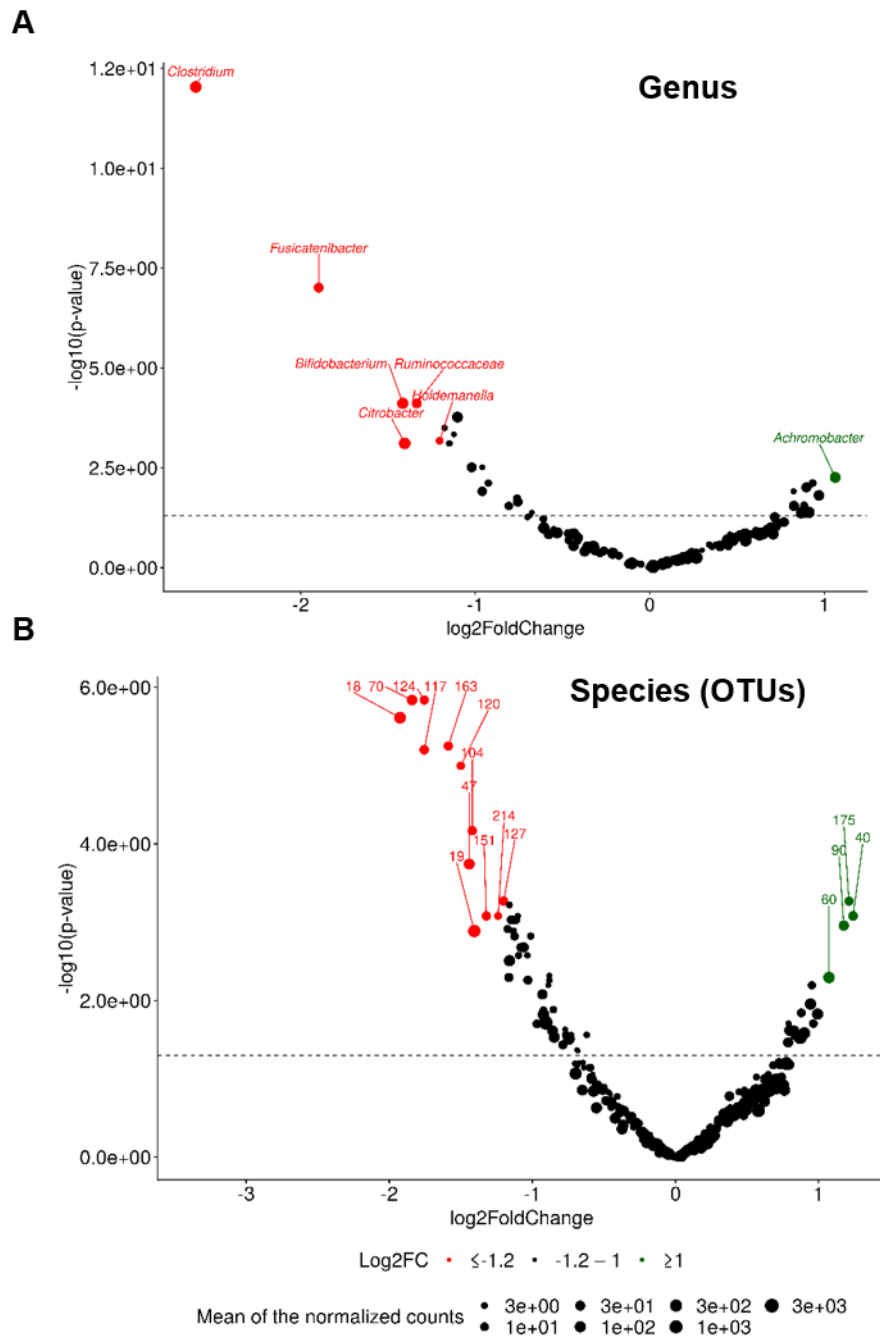 A
Genus
1.2e+01
Clostridium
1.0e+01
Fusicatenibacter
7.5e+00
-log10(p-value)
5.0e+00
Bifidobacterium Ruminococcaceae
Holdemanella
Citrobacter
Achromobacter
2.5e+00
0.0e+00
-2 -1 0 1
log2FoldChange
B
Species (OTUs)
6.0e+00
18 70 124 117 163
120
104
47
4.0e+00
214
151 127
19
175
90 40
60
-log10(p-value)
2.0e+00
0.0e+00
-3 -2 -1 0 1
log2FoldChange
Log2FC ≤-1.2 -1.2 – 1 ≥1
Mean of the normalized counts
3e+00 3e+01 3e+02 3e+03
1e+01 1e+02 1e+03